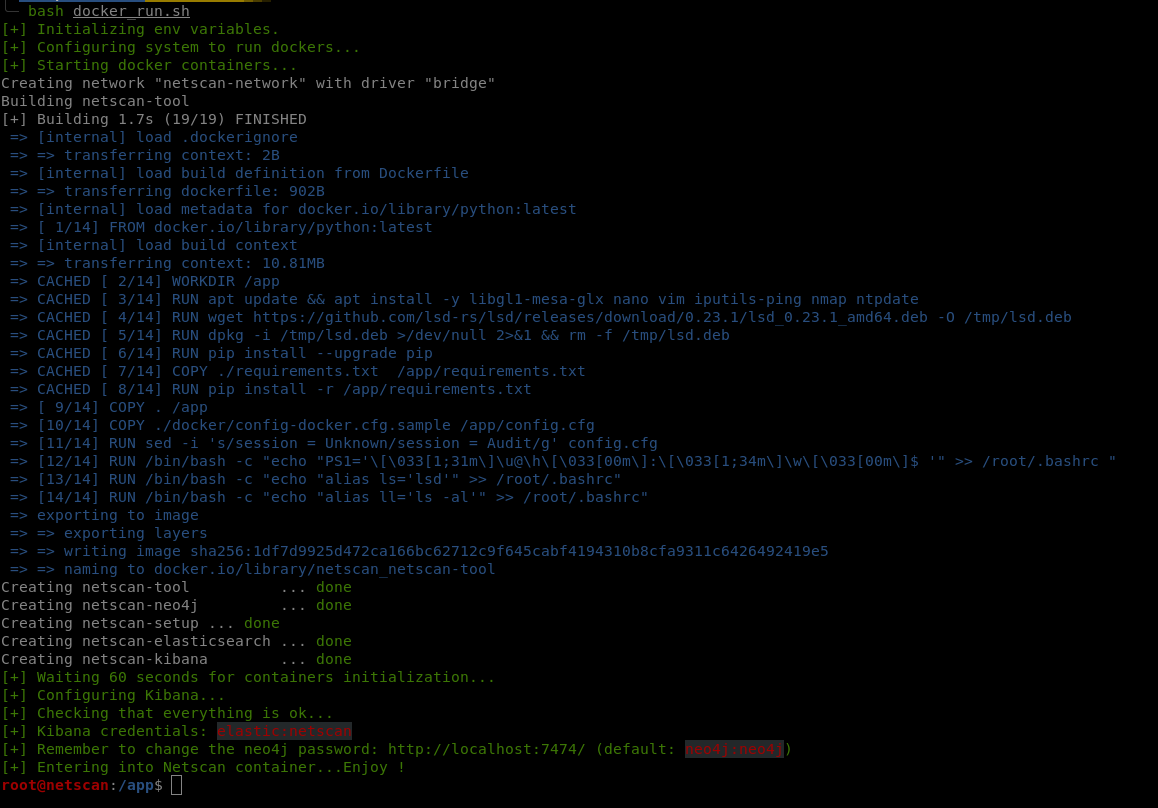 bash docker_run.sh
[+] Initializing env variables.
[+] Configuring system to run dockers...
[+] Starting docker containers...
Creating network "netscan-network" with driver "bridge"
Building netscan-tool
[+] Building 1.7s (19/19) FINISHED
=> [internal] load .dockerignore
=> => transferring context: 2B
=> [internal] load build definition from Dockerfile
=> => transferring dockerfile: 902B
=> [internal] load metadata for docker.io/library/python:latest
=> [ 1/14] FROM docker.io/library/python:latest
=> [internal] load build context
=> => transferring context: 10.81MB
=> CACHED [ 2/14] WORKDIR /app
=> CACHED [ 3/14] RUN apt update && apt install -y libgl1-mesa-glx nano vim iputils-ping nmap ntpdate
=> CACHED [ 4/14] RUN wget https://github.com/lsd-rs/lsd/releases/download/0.23.1/lsd_0.23.1_amd64.deb -O /tmp/lsd.deb
=> CACHED [ 5/14] RUN dpkg -i /tmp/lsd.deb >/dev/null 2>&1 && rm -f /tmp/lsd.deb
=> CACHED [ 6/14] RUN pip install --upgrade pip
=> CACHED [ 7/14] COPY ./requirements.txt  /app/requirements.txt
=> CACHED [ 8/14] RUN pip install -r /app/requirements.txt
=> [ 9/14] COPY . /app
=> [10/14] COPY ./docker/config-docker.cfg.sample /app/config.cfg
=> [11/14] RUN sed -i 's/session = Unknown/session = Audit/g' config.cfg
=> [12/14] RUN /bin/bash -c "echo "PS1='\[\033[1;31m\]\u@\h\[\033[00m\]:\[\033[1;34m\]\w\[\033[00m\]$ '" >> /root/.bashrc "
=> [13/14] RUN /bin/bash -c "echo "alias ls='lsd'" >> /root/.bashrc"
=> [14/14] RUN /bin/bash -c "echo "alias ll='ls -al'" >> /root/.bashrc"
=> exporting to image
=> => exporting layers
=> => writing image sha256:1df7d9925d472ca166bc62712c9f645cabf4194310b8cfa9311c6426492419e5
=> => naming to docker.io/library/netscan_netscan-tool
Creating netscan-tool          ... done
Creating netscan-neo4j         ... done
Creating netscan-setup ... done
Creating netscan-elasticsearch ... done
Creating netscan-kibana        ... done
[+] Waiting 60 seconds for containers initialization...
[+] Configuring Kibana...
[+] Checking that everything is ok...
[+] Kibana credentials: elastic:netscan
[+] Remember to change the neo4j password: http://localhost:7474/ (default: neo4j:neo4j)
[+] Entering into Netscan container...Enjoy !
root@netscan:/app$